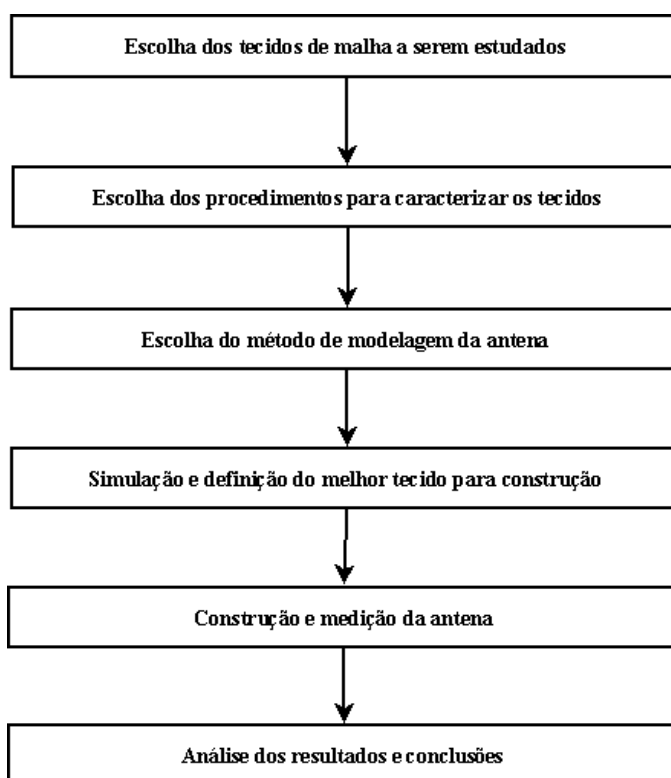 Escolha dos tecidos de malha a serem estudados
Escolha dos procedimentos para caracterizar os tecidos
Escolha do método de modelagem da antena
Simulação e definição do melhor tecido para construção
Construção e medição da antena
Análise dos resultados e conclusões